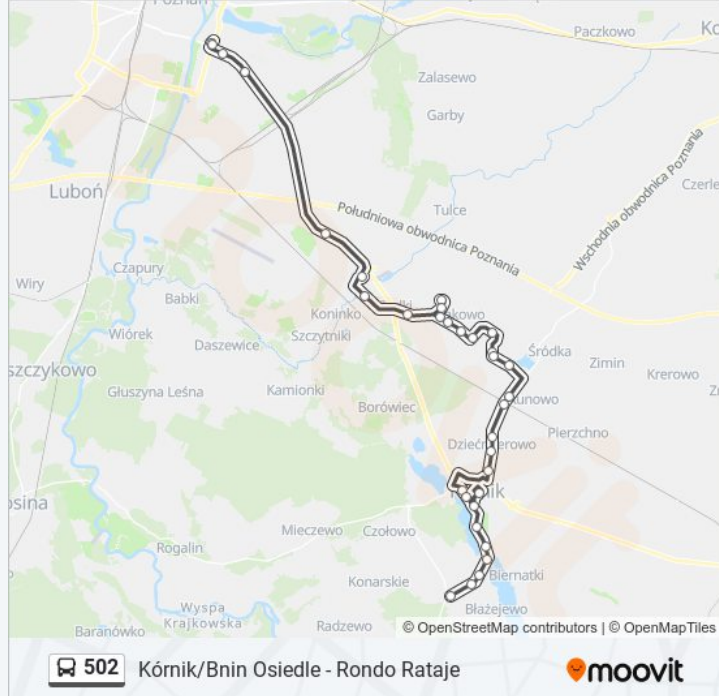 Poznań
Paczkowo
Zalasewo
Garby
Luboń
Tulce
Południowa obwodnica Poznania
Wschodnia obwodnica Poznania
Czerle
Wiry
Czapury
Babki
Koninko
Szczytniki
Daszewice
Wiórek
Głuszyna Leśna
Kamionki
Borówiec
Środka
Zimin
Krerowo
Pierzchno
Dziećmierowo
Rogalin
Mieczewo
Czołowo
Konarskie
Biernatki
Błażejewo
Wyspa
Krajkowska
Radzewo
Baranówko
© OpenStreetMap contributors | © OpenMapTiles
502 Kórnik/Bnin Osiedle - Rondo Rataje
moovit